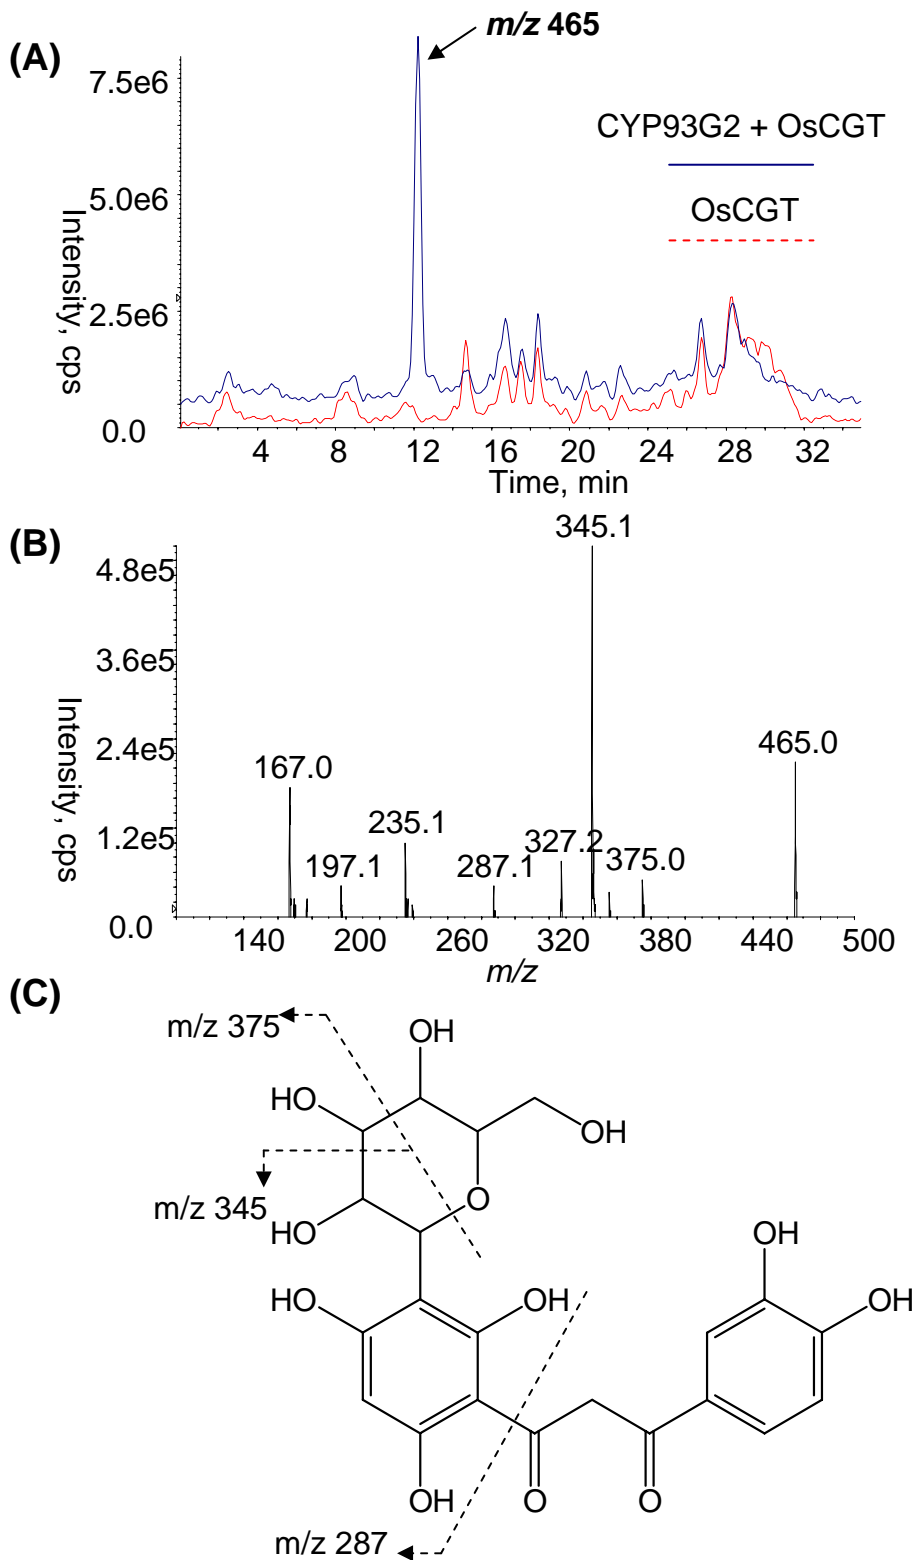 (A)
m/z 465
7.5e6
5.0e6
2.5e6
0.0
Intensity, cps
CYP93G2 + OsCGT
OsCGT
4 8 12 16 20 24 28 32
Time, min
(B)
345.1
4.8e5
3.6e5
2.4e5
1.2e5
0.0
Intensity, cps
167.0
197.1
235.1
287.1
327.2
375.0
465.0
140 200 260 320 380 440 500
m/z
(C)
m/z 375
OH
HO
OH
m/z 345
O
HO
OH
HO
OH
OH
OH
O
O
m/z 287